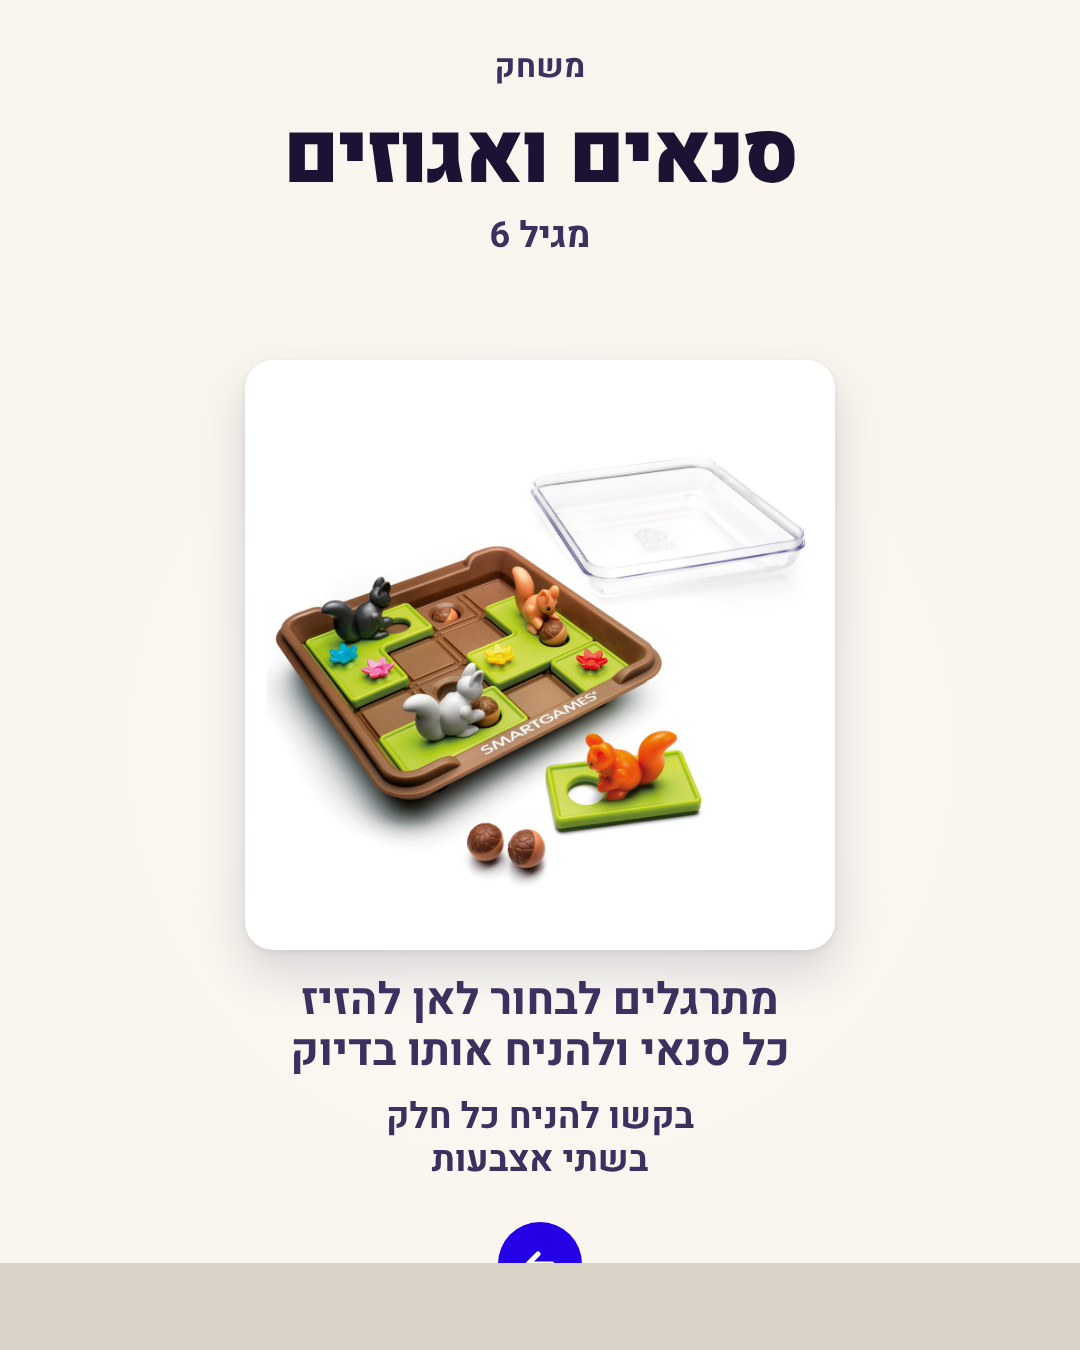 משחק
סנאים ואגוזים
מגיל 6
SMARTGAMES
מתרגלים לבחור לאן להזיז
כל סנאי ולהניח אותו בדיוק
בקשו להניח כל חלק
בשתי אצבעות